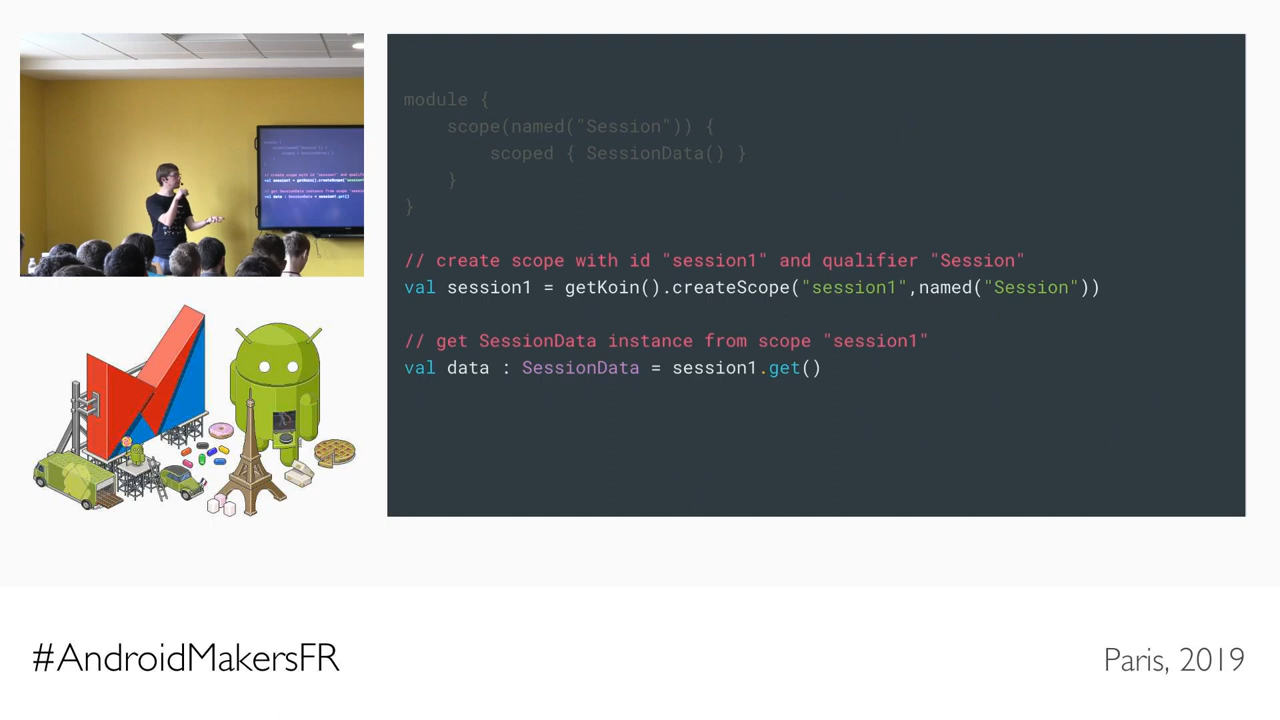 module {
scope(named("Session")) {
scoped { SessionData() }
}
}
// create scope with id "session1" and qualifier "Session"
val session1 = getKoin().createScope("session1",named("Session"))
// get SessionData instance from scope "session1"
val data : SessionData = session1.get()
#AndroidMakersFR
Paris, 2019